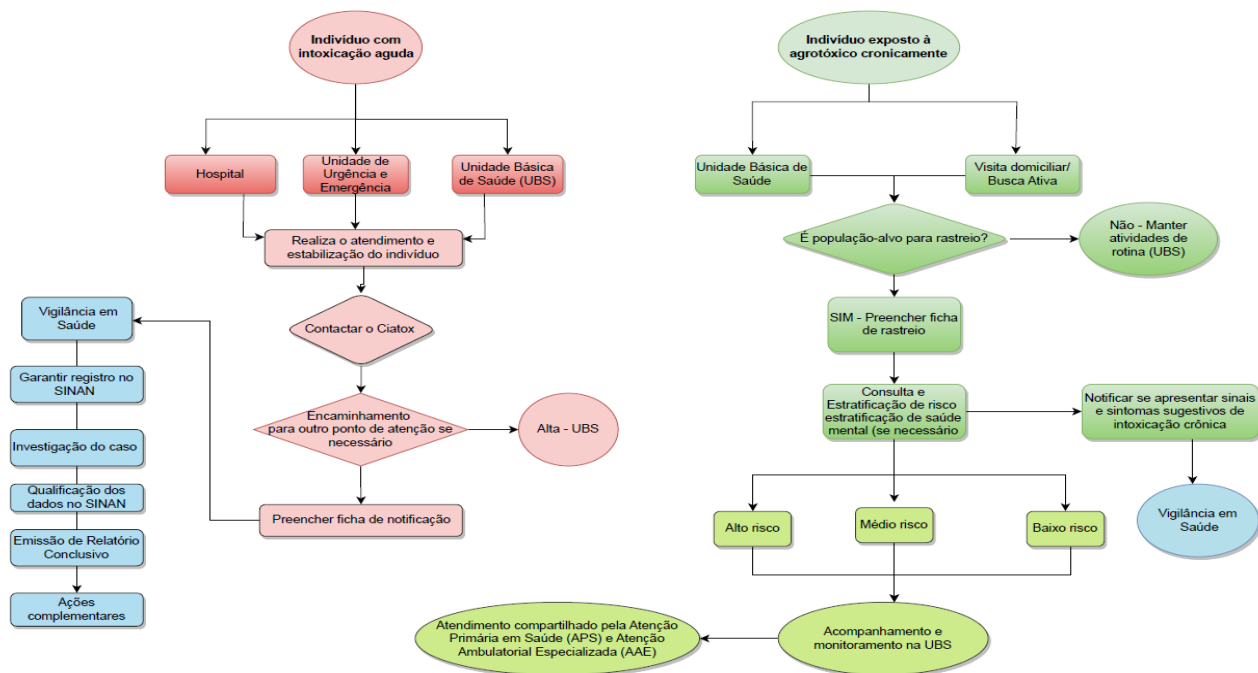 Indivíduo com
intoxicação aguda
Hospital
Unidade de
Urgência e
Emergência
Unidade Básica
de Saúde (UBS)
Realiza o atendimento e
estabilização do indivíduo
Contactar o Ciatox
Encaminhamento
para outro ponto de atenção se
necessário
Alta - UBS
Preencher ficha de notificação
Vigilância em
Saúde
Garantir registro no
SINAN
Investigação do caso
Qualificação dos
dados no SINAN
Emissão de Relatório
Conclusivo
Ações
complementares
Indivíduo exposto à
agrotóxico cronicamente
Unidade Básica de
Saúde
Visita domiciliar/
Busca Ativa
É população-alvo para rastreio?
Não - Manter
atividades de
rotina (UBS)
SIM - Preencher ficha
de rastreio
Consulta e
Estratificação de risco
estratificação de saúde
mental (se necessário
Notificar se apresentar sinais
e sintomas sugestivos de
intoxicação crônica
Vigilância em
Saúde
Alto risco
Médio risco
Baixo risco
Acompanhamento e
monitoramento na UBS
Atendimento compartilhado pela Atenção
Primária em Saúde (APS) e Atenção
Ambulatorial Especializada (AAE)